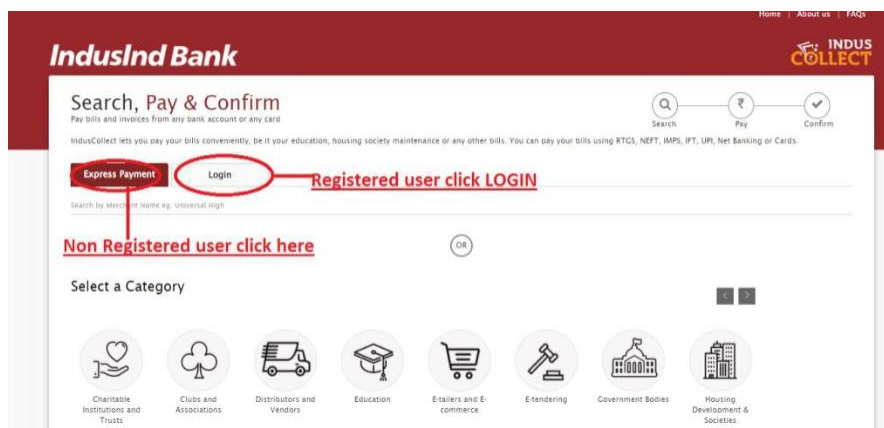 Home | About us | FAQs
IndusInd Bank
INDUS
COLLECT
Search, Pay & Confirm
Pay bills and invoices from any bank account or any card
Search
Pay
Confirm
IndusCollect lets you pay your bills conveniently, be it your education, housing society maintenance or any other bills. You can pay your bills using RTGS, NEFT, IMPS, IFT, UPI, Net Banking or Cards.
Express Payment
Login
Registered user click LOGIN
Search by Merchant Name eg. Universal High
Non Registered user click here
OR
Select a Category
< >
Charitable
Institutions and
Trusts
Clubs and
Associations
Distributors and
Vendors
Education
E-tailers and E-
commerce
E-tendering
Government Bodies
Housing
Development &
Societies